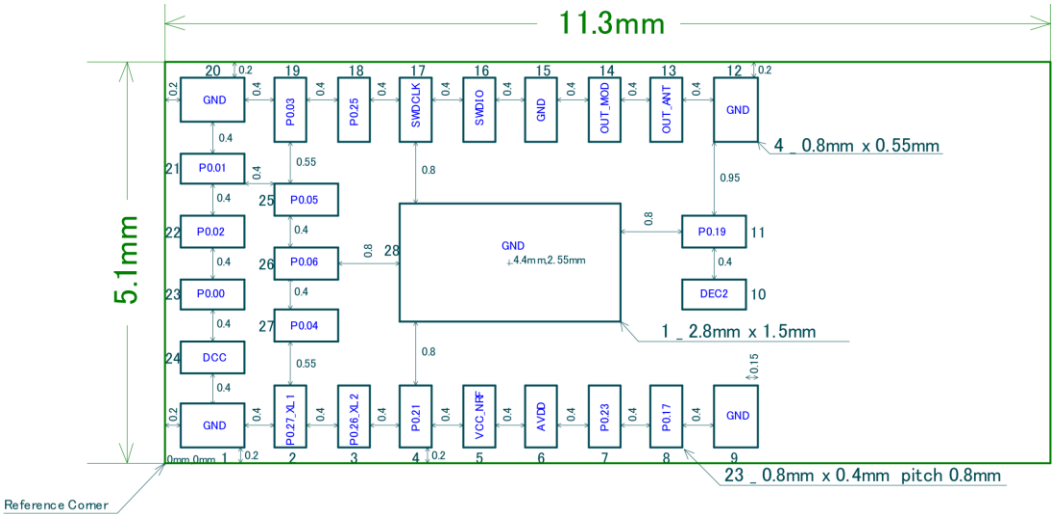 11.3mm
20 19 18 17 16 15 14 13 12
0.2 0.2
0.2 GND 0.4 P0.03 0.4 P0.25 0.4 SWDCLK 0.4 SWDIO 0.4 GND 0.4 OUT_MOD 0.4 OUT_ANT 0.4 GND
0.4
4 _ 0.8mm x 0.55mm
21 P0.01 0.4 0.55 0.8 0.95
0.4 25 P0.05
22 P0.02 0.4 0.8 P0.19 11
5.1mm
26 P0.06 0.8 28 GND
4.4mm,2.55mm
0.4 0.4
23 P0.00 0.4 DEC2 10
0.4 27 P0.04
1 _ 2.8mm x 1.5mm
24 DCC 0.55 0.8 0.15
0.4
0.2 GND 0.4 P0.27_XL1 0.4 P0.26_XL2 0.4 P0.21 0.4 VCC_NRF 0.4 AVDD 0.4 P0.23 0.4 P0.17 0.4 GND
0mm,0mm 1 0.2 2 3 4 0.2 5 6 7 8 9
23 _ 0.8mm x 0.4mm pitch 0.8mm
Reference Corner